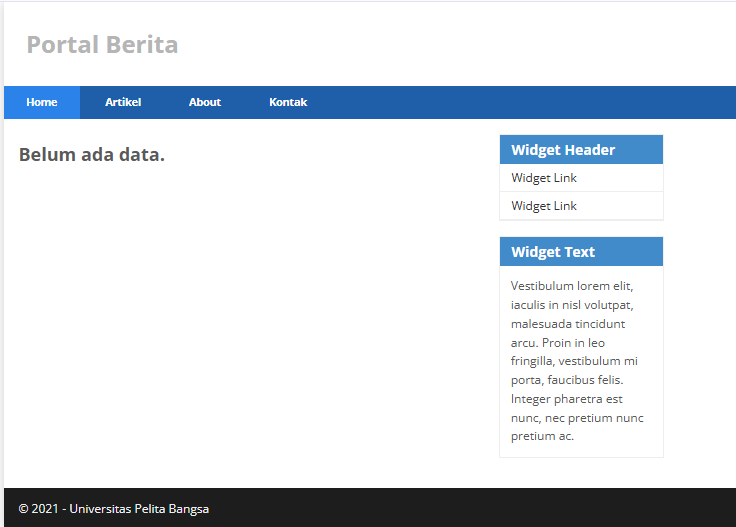 Portal Berita
Home Artikel About Kontak
Belum ada data.
Widget Header
Widget Link
Widget Link
Widget Text
Vestibulum lorem elit,
iaculis in nisl volutpat,
malesuada tincidunt
arcu. Proin in leo
fringilla, vestibulum mi
porta, faucibus felis.
Integer pharetra est
nunc, nec pretium nunc
pretium ac.
© 2021 - Universitas Pelita Bangsa